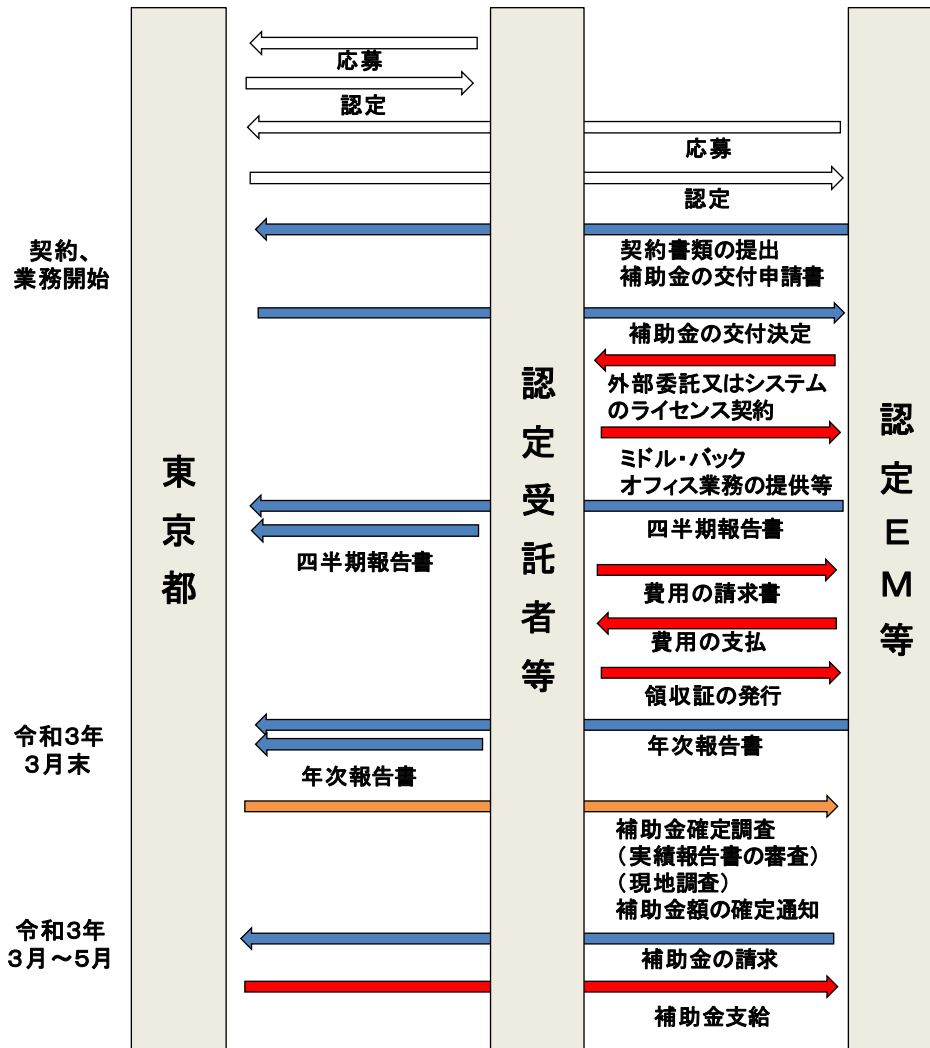 応募
認定
応募
認定
契約、
業務開始
契約書類の提出
補助金の交付申請書
補助金の交付決定
外部委託又はシステム
のライセンス契約
ミドル・バック
オフィス業務の提供等
東京都
認定受託者等
認定ＥＭ等
四半期報告書
四半期報告書
費用の請求書
費用の支払
領収証の発行
令和3年
3月末
年次報告書
年次報告書
補助金確定調査
（実績報告書の審査）
（現地調査）
補助金額の確定通知
令和3年
3月～5月
補助金の請求
補助金支給